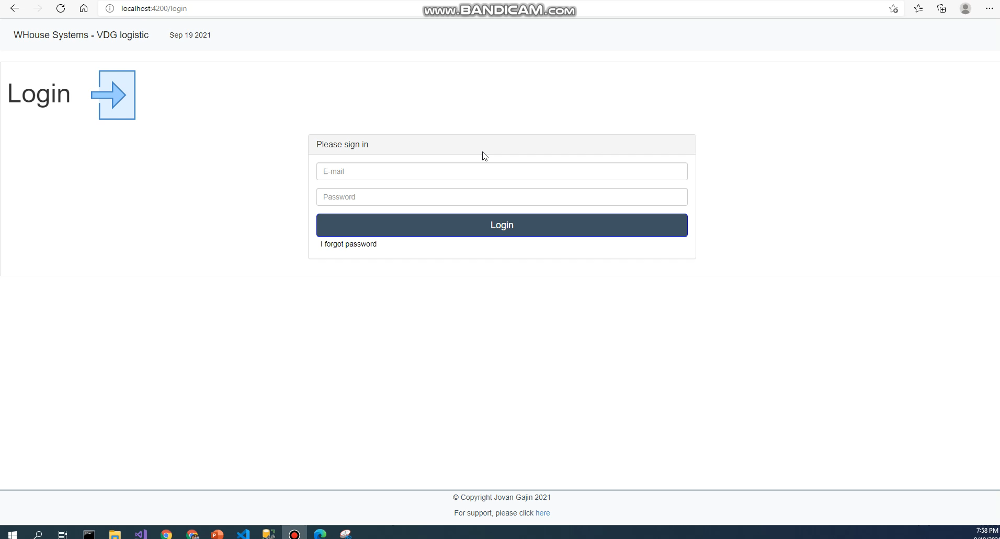 localhost:4200/login
www.BANDICAM.com
WHouse Systems - VDG logistic
Sep 19 2021
Login
Please sign in
E-mail
Password
Login
I forgot password
© Copyright Jovan Gajin 2021
For support, please click here
7:58 PM